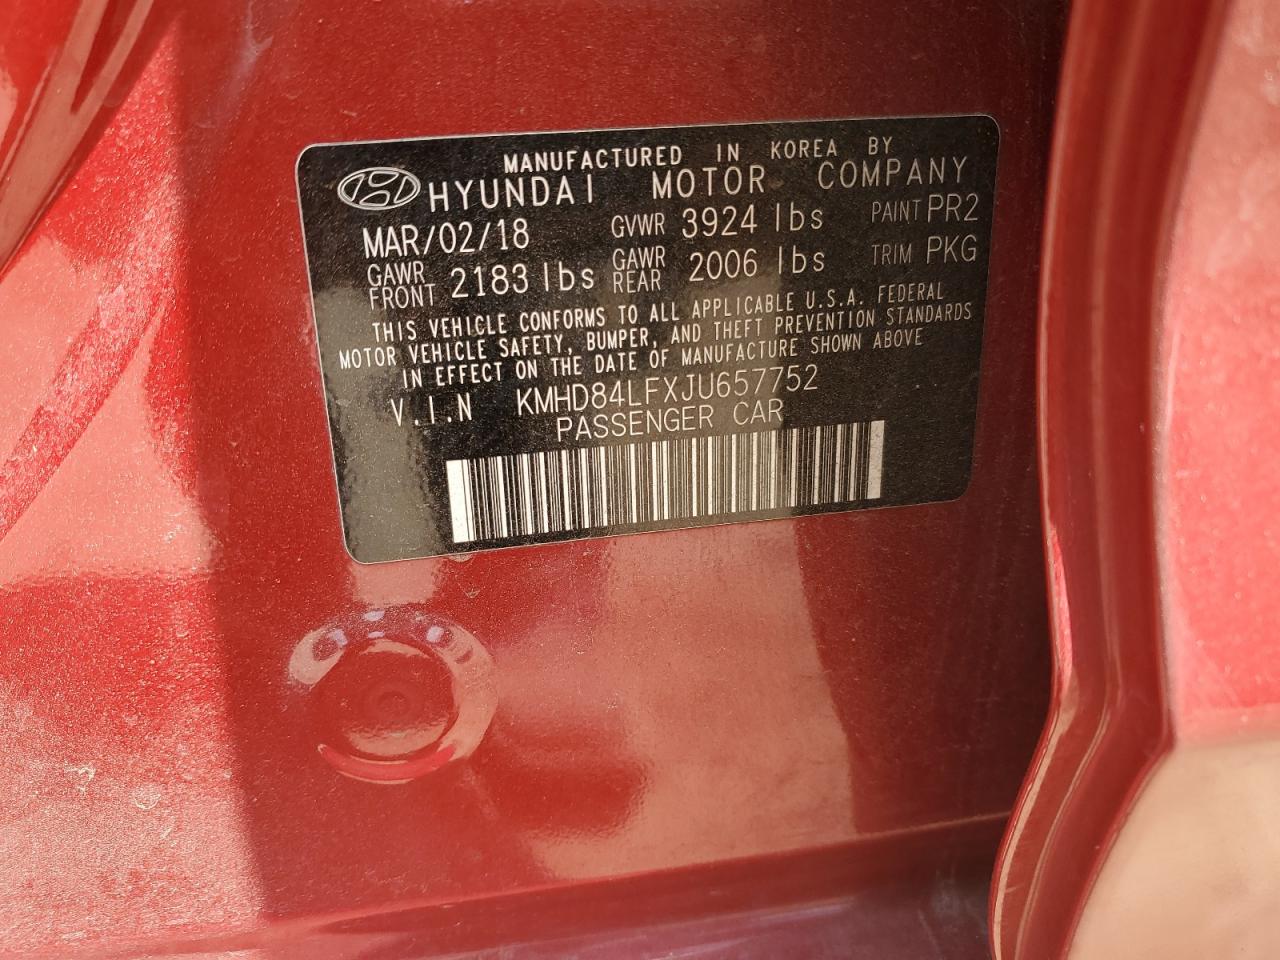 MANUFACTURED IN KOREA BY
HYUNDAI MOTOR COMPANY
MAR/02/18 GVWR 3924 lbs PAINT PR2
GAWR FRONT 2183 lbs GAWR REAR 2006 lbs TRIM PKG
THIS VEHICLE CONFORMS TO ALL APPLICABLE U.S.A. FEDERAL
MOTOR VEHICLE SAFETY, BUMPER, AND THEFT PREVENTION STANDARDS
IN EFFECT ON THE DATE OF MANUFACTURE SHOWN ABOVE
V.I.N KMHD84LFXJU657752
PASSENGER CAR